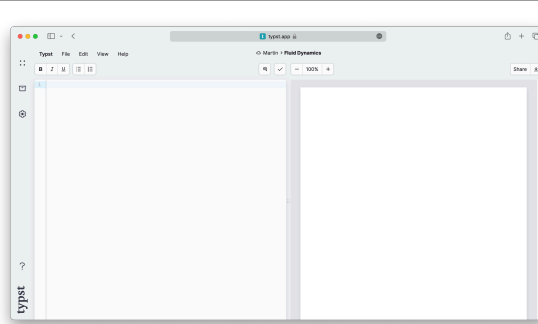 typst.app
Typst File Edit View Help
Martin > Fluid Dynamics
B I U
100%
Share
1
?
typst